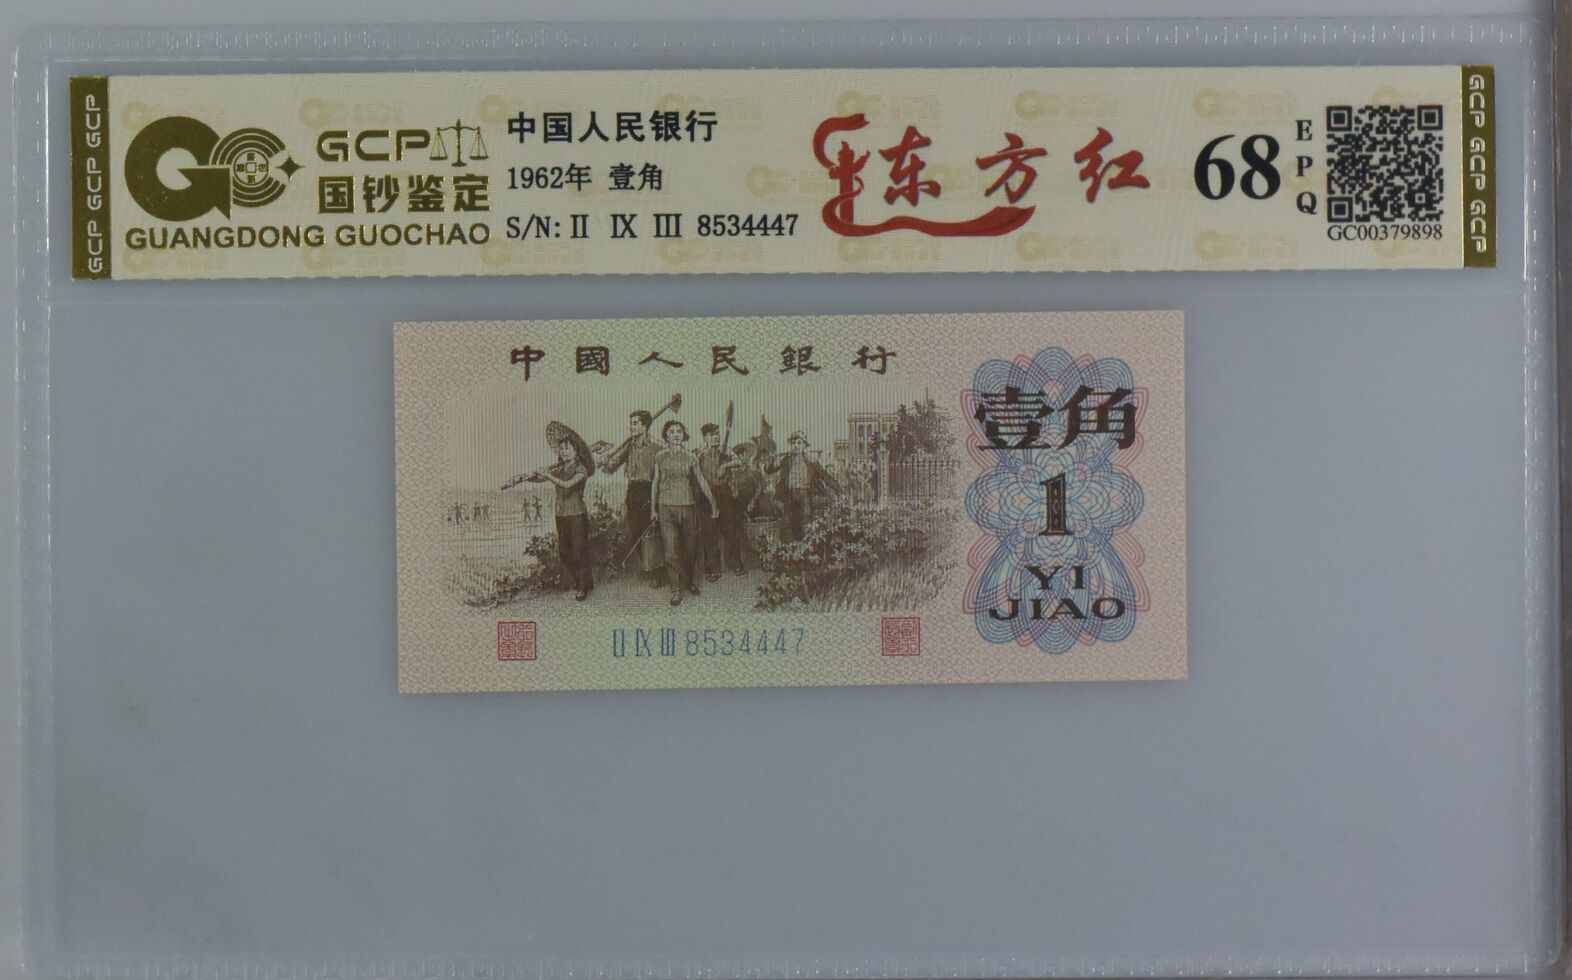 GCP GCP GCP
GCP
国钞鉴定
GUANGDONG GUOCHAO
中国人民银行
1962年 壹角
S/N: II IX III 8534447
东方红
68
EPQ
GC00379898
GCP GCP GCP
中國人民銀行
壹角
1
YI
JIAO
II IX III 8534447